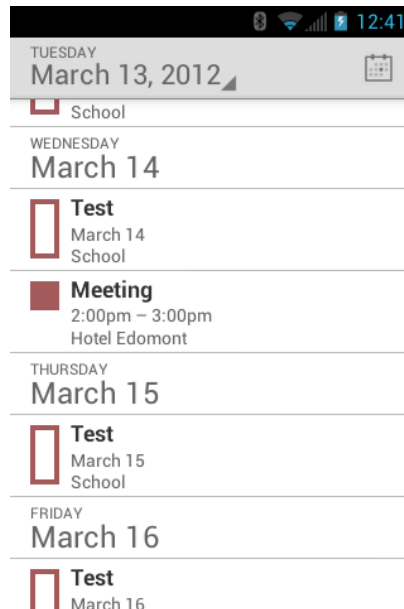 12:41
TUESDAY
March 13, 2012
School
WEDNESDAY
March 14
Test
March 14
School
Meeting
2:00pm – 3:00pm
Hotel Edomont
THURSDAY
March 15
Test
March 15
School
FRIDAY
March 16
Test
March 16